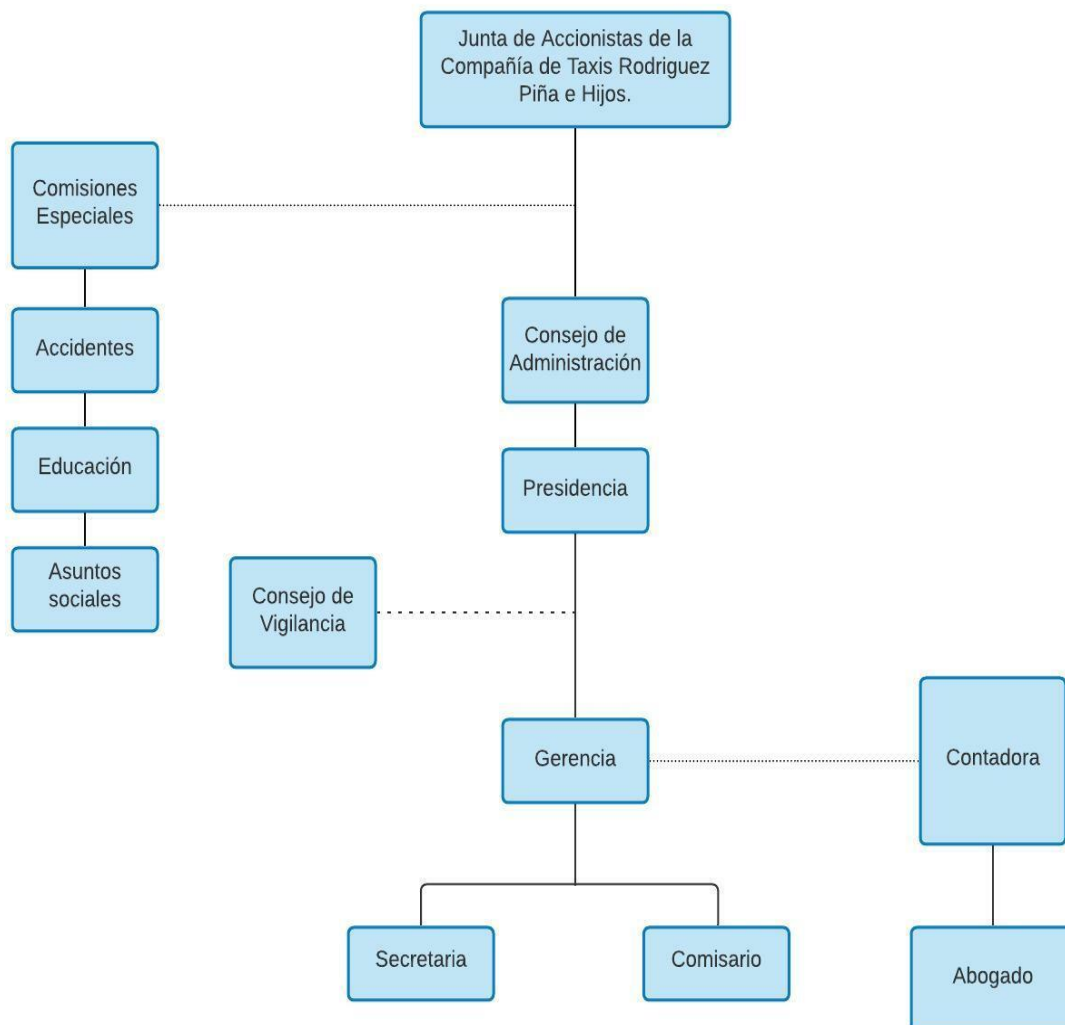 Junta de Accionistas de la
Compañía de Taxis Rodriguez
Piña e Hijos.
Comisiones
Especiales
Accidentes
Educación
Asuntos
sociales
Consejo de
Administración
Presidencia
Consejo de
Vigilancia
Gerencia
Contadora
Secretaria
Comisario
Abogado